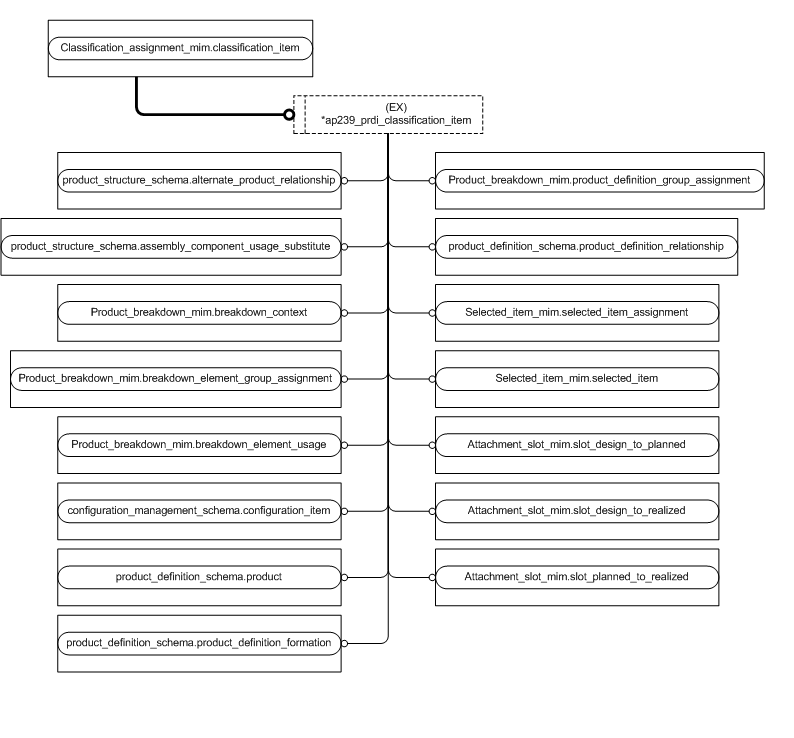 Classification_assignment_mim.classification_item
(EX)
*ap239_prdi_classification_item
product_structure_schema.alternate_product_relationship
Product_breakdown_mim.product_definition_group_assignment
product_structure_schema.assembly_component_usage_substitute
product_definition_schema.product_definition_relationship
Product_breakdown_mim.breakdown_context
Selected_item_mim.selected_item_assignment
Product_breakdown_mim.breakdown_element_group_assignment
Selected_item_mim.selected_item
Product_breakdown_mim.breakdown_element_usage
Attachment_slot_mim.slot_design_to_planned
configuration_management_schema.configuration_item
Attachment_slot_mim.slot_design_to_realized
product_definition_schema.product
Attachment_slot_mim.slot_planned_to_realized
product_definition_schema.product_definition_formation